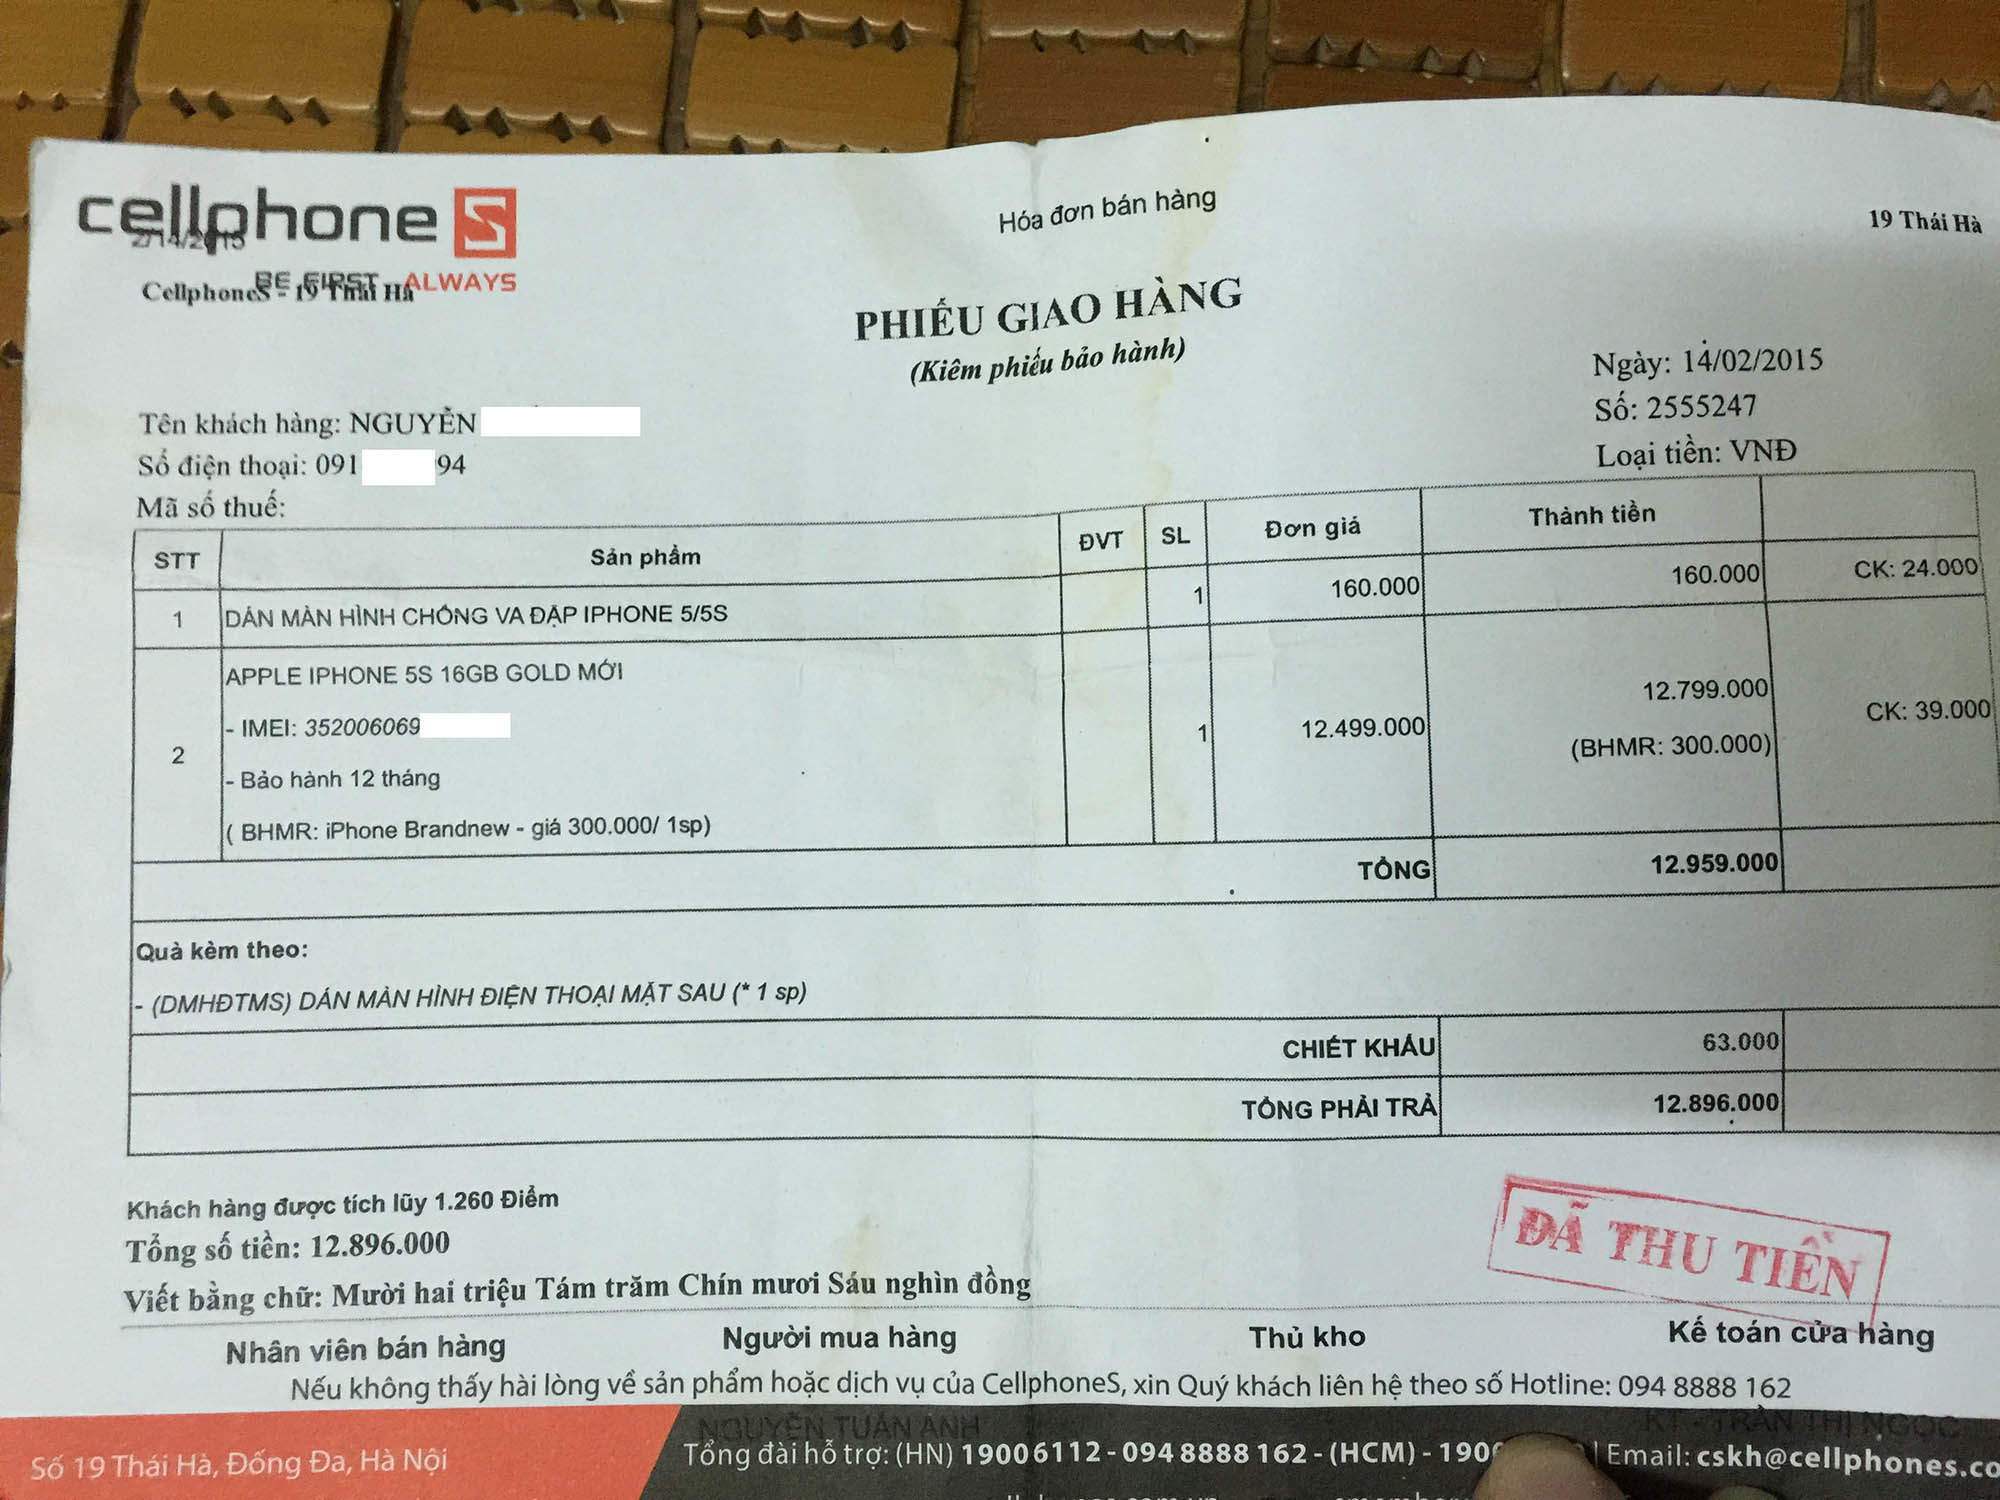 cellphone S
2/14/2015
BE FIRST ALWAYS
CellphoneS - 19 Thái Hà
Hóa đơn bán hàng
19 Thái Hà
PHIẾU GIAO HÀNG
(Kiêm phiếu bảo hành)
Ngày: 14/02/2015
Số: 2555247
Loại tiền: VNĐ
Tên khách hàng: NGUYỄN
Số điện thoại: 091 94
Mã số thuế:
STT Sản phẩm ĐVT SL Đơn giá Thành tiền
1 DÁN MÀN HÌNH CHỐNG VA ĐẬP IPHONE 5/5S 1 160.000 160.000 CK: 24.000
2 APPLE IPHONE 5S 16GB GOLD MỚI 1 12.499.000 12.799.000 CK: 39.000
- IMEI: 352006069
(BHMR: 300.000)
- Bảo hành 12 tháng
( BHMR: iPhone Brandnew - giá 300.000/ 1sp)
TỔNG 12.959.000
Quà kèm theo:
- (DMHĐTMS) DÁN MÀN HÌNH ĐIỆN THOẠI MẶT SAU (* 1 sp)
CHIẾT KHẤU 63.000
TỔNG PHẢI TRẢ 12.896.000
Khách hàng được tích lũy 1.260 Điểm
Tổng số tiền: 12.896.000
Viết bằng chữ: Mười hai triệu Tám trăm Chín mươi Sáu nghìn đồng
ĐÃ THU TIỀN
Nhân viên bán hàng Người mua hàng Thủ kho Kế toán cửa hàng
Nếu không thấy hài lòng về sản phẩm hoặc dịch vụ của CellphoneS, xin Quý khách liên hệ theo số Hotline: 094 8888 162
NGUYỄN TUẤN ANH KT - TRẦN THỊ NGỌC
Số 19 Thái Hà, Đống Đa, Hà Nội
Tổng đài hỗ trợ: (HN) 19006112 - 094 8888 162 - (HCM) - 190 | Email: cskh@cellphones.co